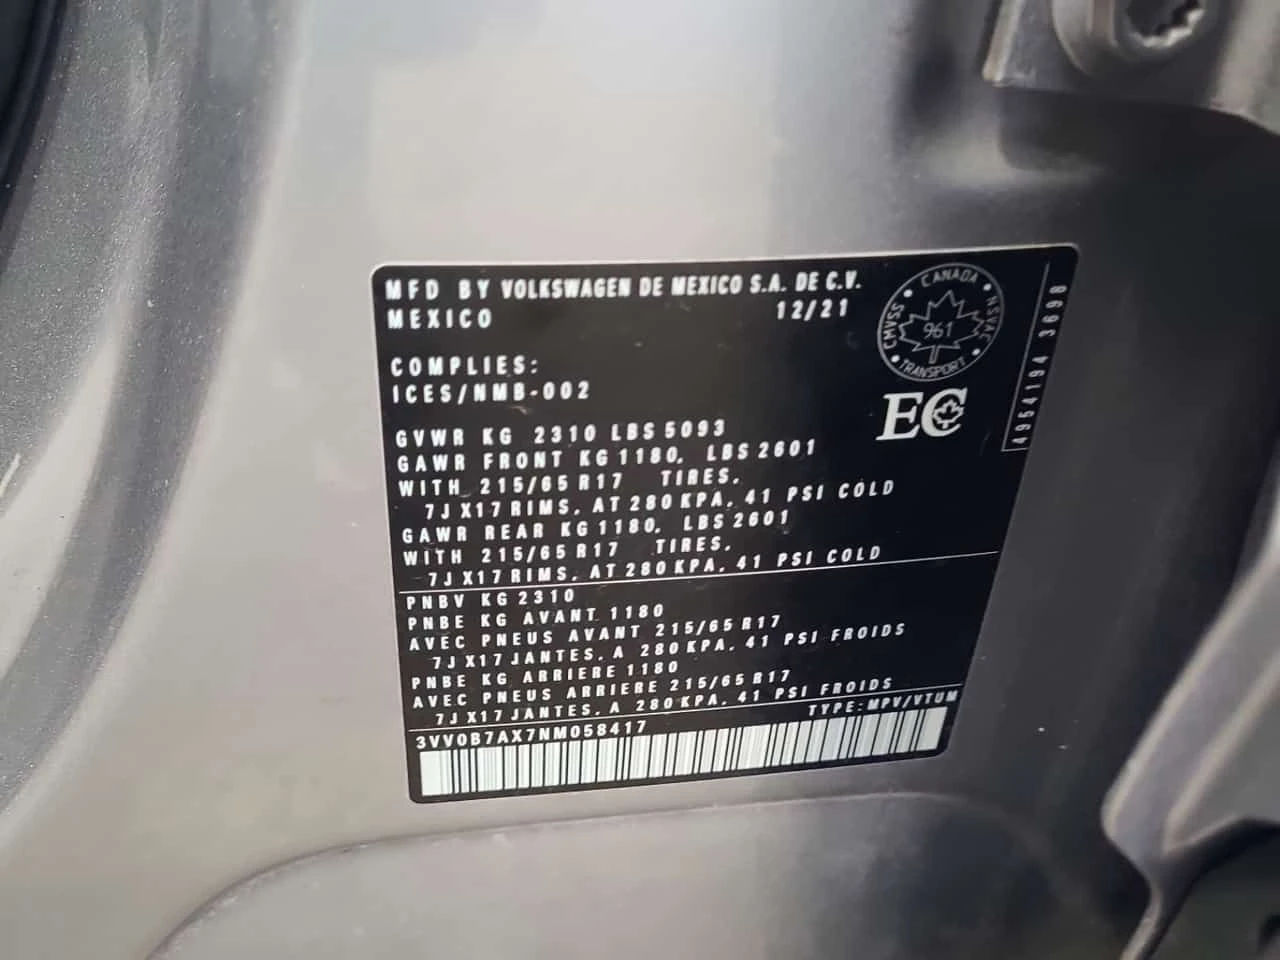 MFD BY VOLKSWAGEN DE MEXICO S.A. DE C.V.
MEXICO 12/21
CANADA
CMVSS
NSVAC
961
TRANSPORT
COMPLIES:
ICES/NMB-002
EC
4954194 3698
GVWR KG 2310 LBS 5093
GAWR FRONT KG 1180, LBS 2601
WITH 215/65 R17 TIRES,
7J X17 RIMS, AT 280 KPA, 41 PSI COLD
GAWR REAR KG 1180, LBS 2601
WITH 215/65 R17 TIRES,
7J X17 RIMS, AT 280 KPA, 41 PSI COLD
PNBV KG 2310
PNBE KG AVANT 1180
AVEC PNEUS AVANT 215/65 R17
7J X17 JANTES, A 280 KPA, 41 PSI FROIDS
PNBE KG ARRIERE 1180
AVEC PNEUS ARRIERE 215/65 R17
7J X17 JANTES, A 280 KPA, 41 PSI FROIDS
3VV0B7AX7NM058417 TYPE:MPV/VTUM